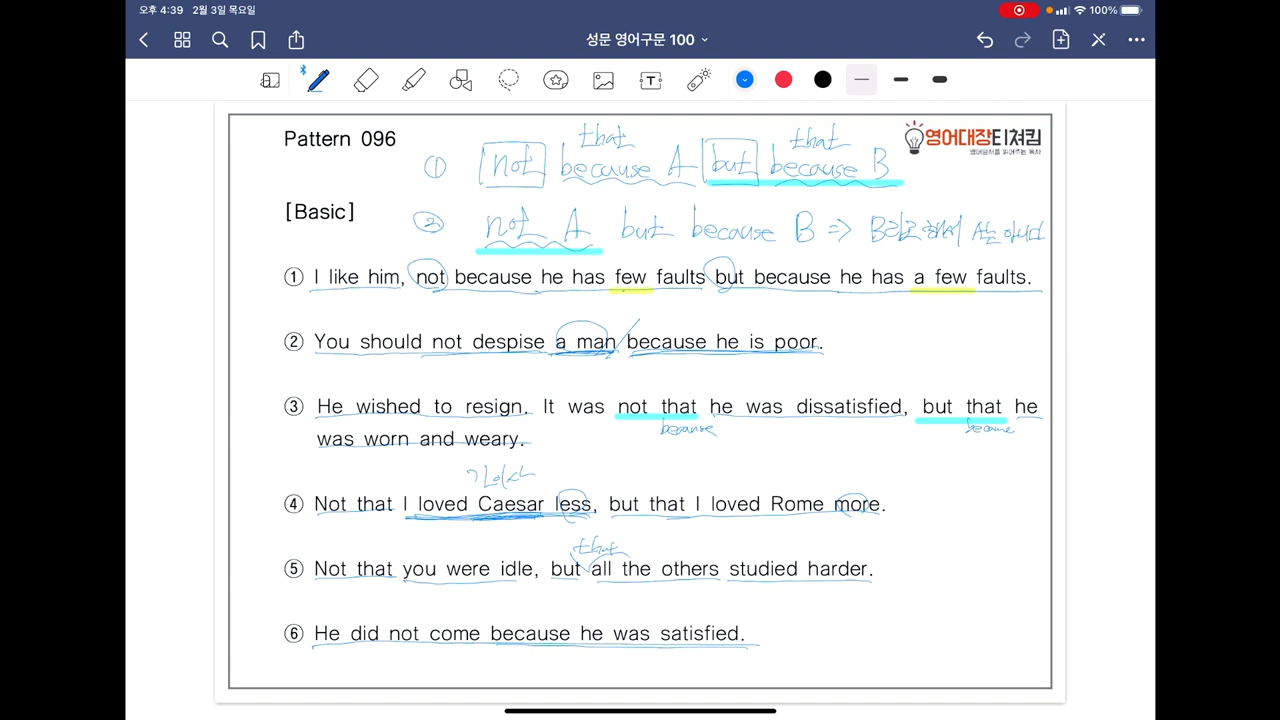 오후 4:39 2월 3일 목요일
100%
성문 영어구문 100
Pattern 096
영어대장티쳐킴
that that
① not because A but because B
[Basic]
② not A but because B => B라고 해서 A는 아니다
① I like him, not because he has few faults but because he has a few faults.
② You should not despise a man because he is poor.
③ He wished to resign. It was not that he was dissatisfied, but that he
because because
was worn and weary.
④ Not that I loved Caesar less, but that I loved Rome more.
that
⑤ Not that you were idle, but all the others studied harder.
⑥ He did not come because he was satisfied.